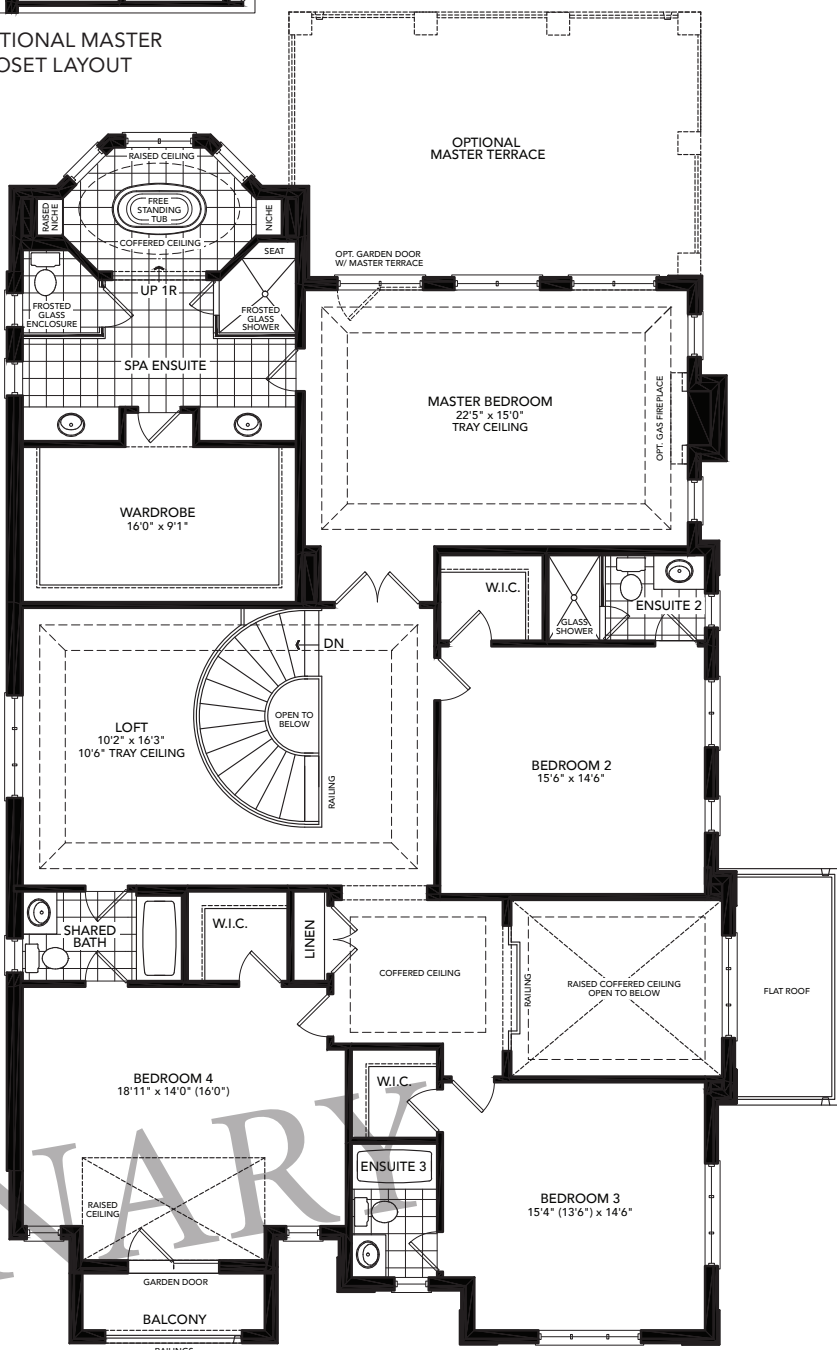 TIONAL MASTER
OSET LAYOUT
OPTIONAL
MASTER TERRACE
RAISED CEILING
FREE
STANDING
TUB
RAISED
NICHE
NICHE
COFFERED CEILING
SEAT
OPT. GARDEN DOOR
W/ MASTER TERRACE
UP 1R
FROSTED
GLASS
ENCLOSURE
FROSTED
GLASS
SHOWER
SPA ENSUITE
MASTER BEDROOM
22'5" x 15'0"
TRAY CEILING
OPT. GAS FIREPLACE
WARDROBE
16'0" x 9'1"
W.I.C.
GLASS
SHOWER
ENSUITE 2
DN
OPEN TO
BELOW
LOFT
10'2" x 16'3"
10'6" TRAY CEILING
RAILING
BEDROOM 2
15'6" x 14'6"
SHARED
BATH
W.I.C.
LINEN
COFFERED CEILING
RAILING
RAISED COFFERED CEILING
OPEN TO BELOW
FLAT ROOF
BEDROOM 4
18'11" x 14'0" (16'0")
W.I.C.
ENSUITE 3
BEDROOM 3
15'4" (13'6") x 14'6"
RAISED
CEILING
NARY
GARDEN DOOR
BALCONY
RAILINGS